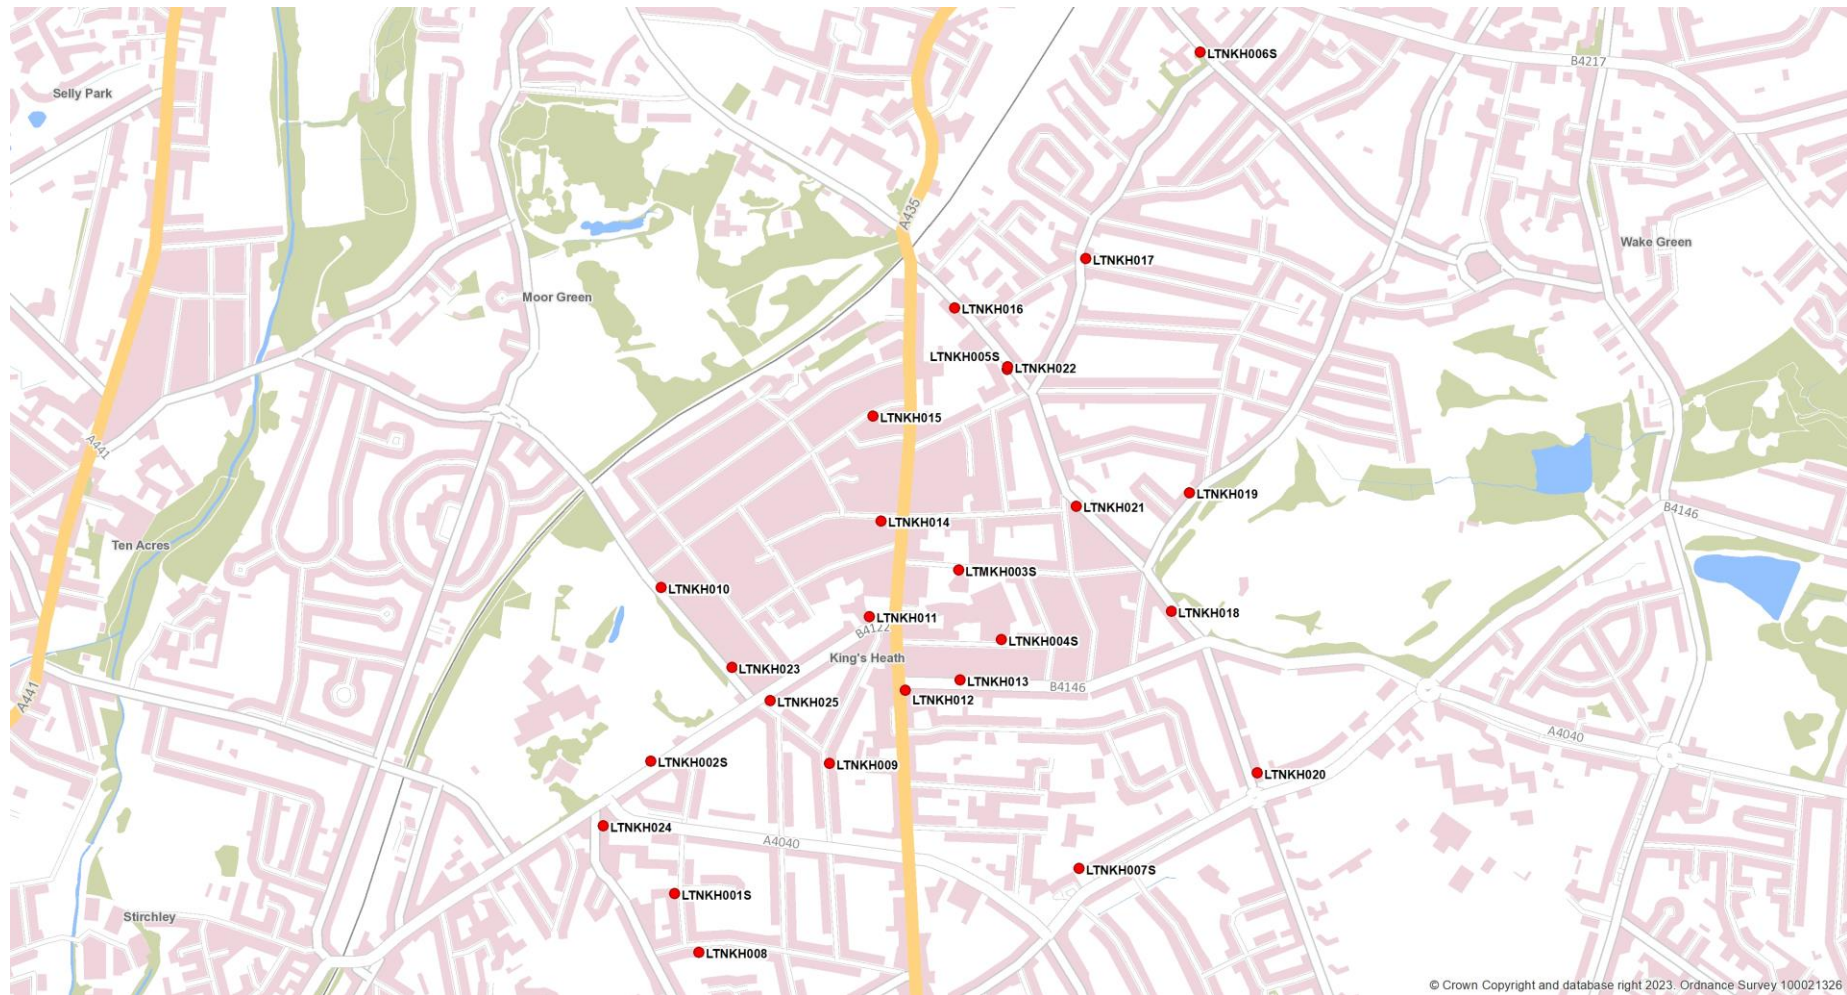 LTNKH006S
B4217
Selly Park
A435
Wake Green
LTNKH017
Moor Green
LTNKH016
LTNKH005S
LTNKH022
LTNKH015
A441
LTNKH019
LTNKH021
B4146
LTNKH014
Ten Acres
LTMKH003S
LTNKH010
LTNKH018
LTNKH011
B4122
LTNKH004S
King's Heath
LTNKH023
LTNKH013
B4146
A441
LTNKH012
LTNKH025
A4040
LTNKH002S
LTNKH009
LTNKH020
LTNKH024
A4040
LTNKH007S
LTNKH001S
Stirchley
LTNKH008
© Crown Copyright and database right 2023. Ordnance Survey 100021326